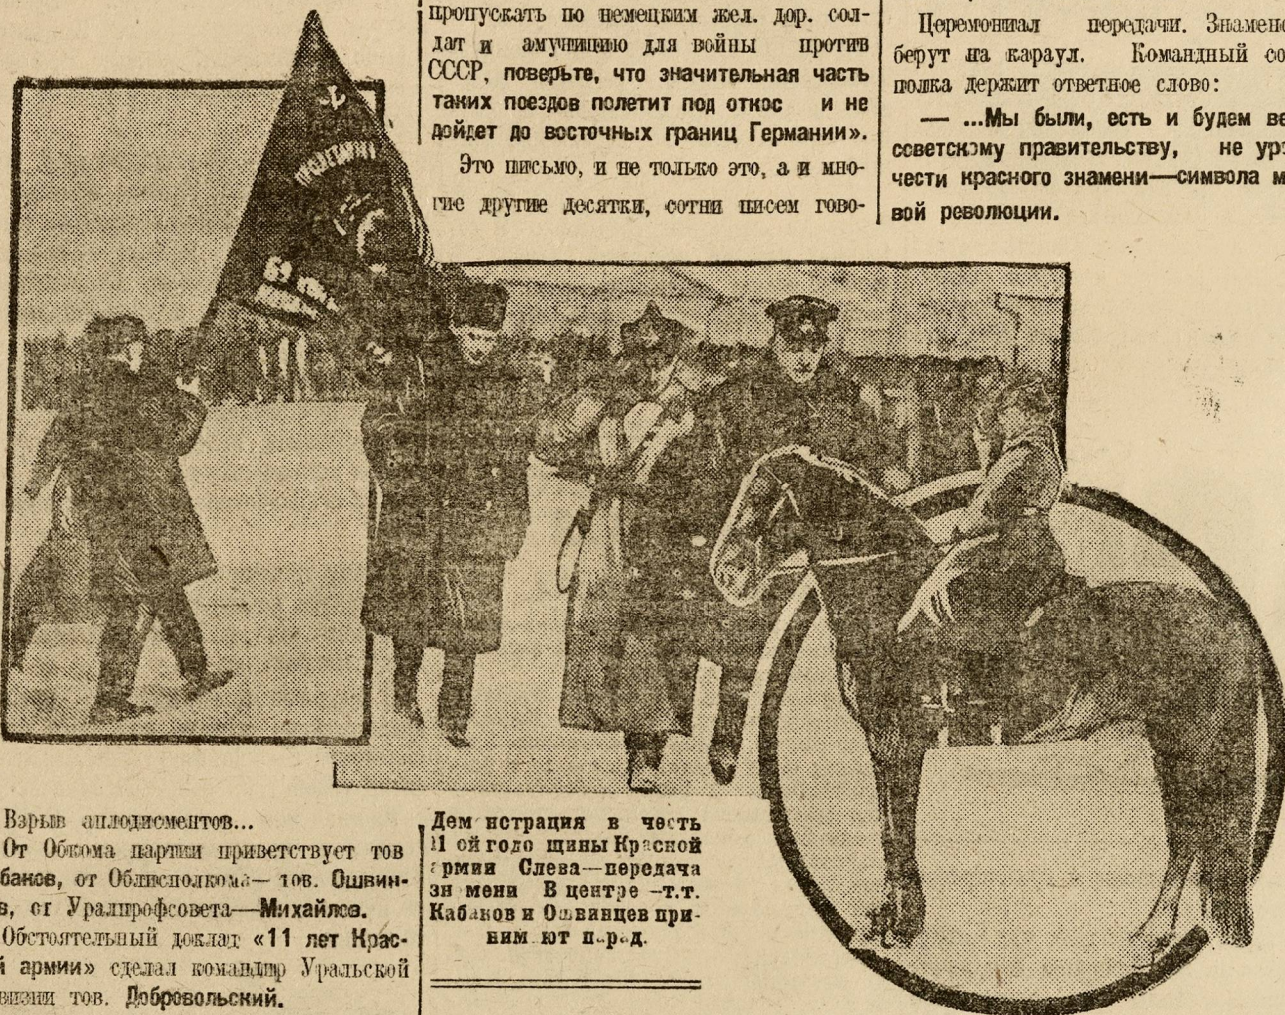 пропускать по немецким жел. дор. сол-
дат и амуницию для войны против
СССР, поверьте, что значительная часть
таких поездов полетит под откос и не
дойдет до восточных границ Германии».
Это письмо, и не только это, а и мно-
гие другие десятки, сотни писем гово-
Церемониал передачи. Знамено
берут на караул. Командный со
полка держит ответное слово:
— ...Мы были, есть и будем ве
советскому правительству, не ур
чести красного знамени—символа м
вой революции.
Взрыв аплодисментов...
От Обкома партии приветствует тов
баков, от Облисполкома— тов. Ошвин-
в, от Уралпрофсовета—Михайлов.
Обстоятельный доклад «11 лет Крас-
й армии» сделал командир Уральской
визии тов. Добровольский.
Дем нстрация в честь
11 ой годо щины Красной
рмии Слева—передача
зн мени В центре —т.т.
Кабаков и Ошвинцев при-
ним ют п р д.